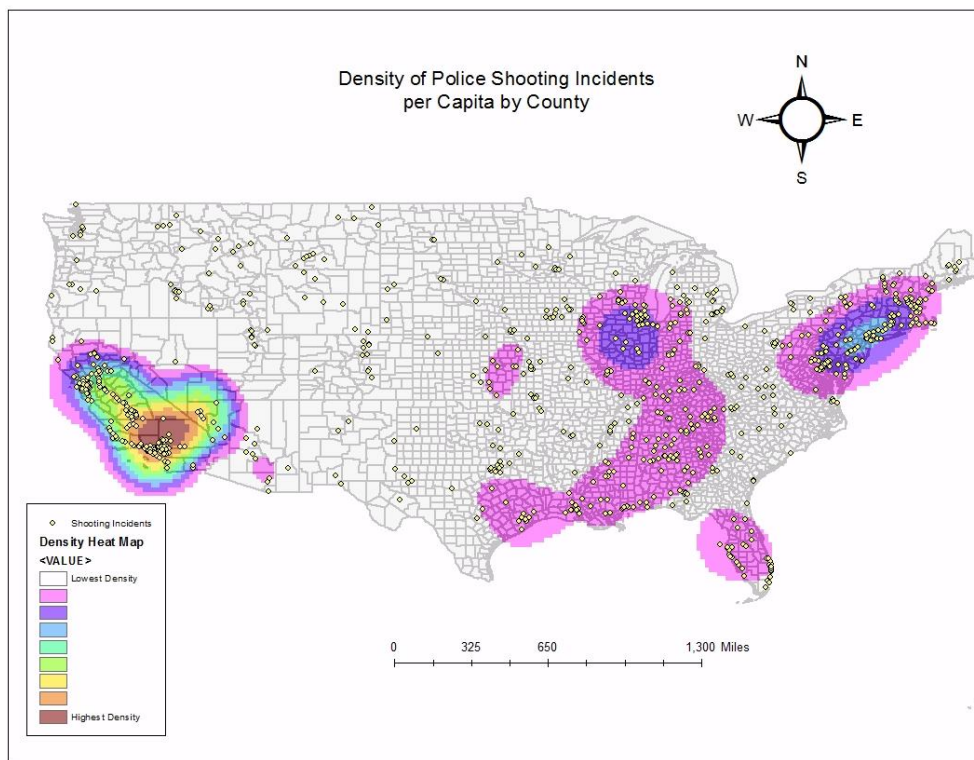 Density of Police Shooting Incidents
per Capita by County
N
W
E
S
Shooting Incidents
Density Heat Map
<VALUE>
Lowest Density
Highest Density
0 325 650 1,300 Miles